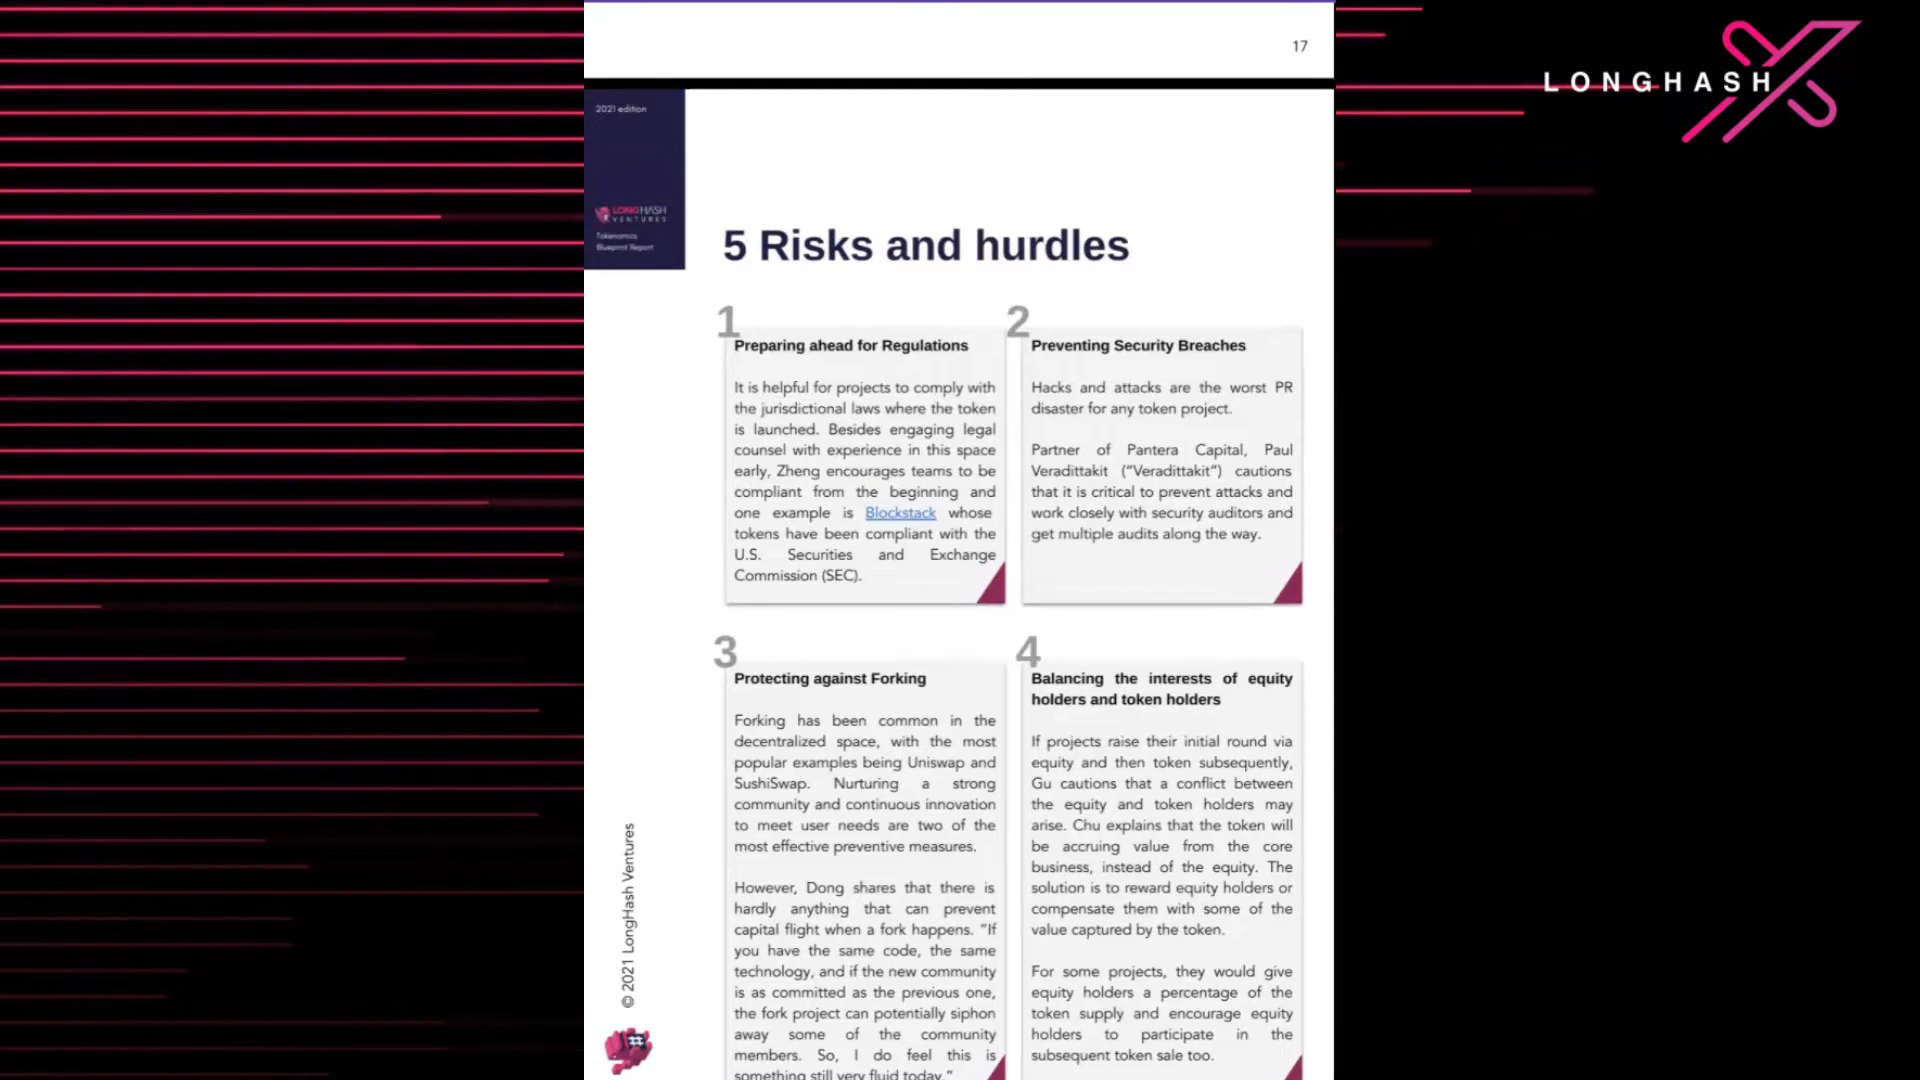 17
LONGHASH
2021 edition
LONGHASH
VENTURES
Tokenomics
Blueprint Report
5 Risks and hurdles
1
Preparing ahead for Regulations
It is helpful for projects to comply with
the jurisdictional laws where the token
is launched. Besides engaging legal
counsel with experience in this space
early, Zheng encourages teams to be
compliant from the beginning and
one example is Blockstack whose
tokens have been compliant with the
U.S. Securities and Exchange
Commission (SEC).
2
Preventing Security Breaches
Hacks and attacks are the worst PR
disaster for any token project.
Partner of Pantera Capital, Paul
Veradittakit (“Veradittakit“) cautions
that it is critical to prevent attacks and
work closely with security auditors and
get multiple audits along the way.
3
Protecting against Forking
Forking has been common in the
decentralized space, with the most
popular examples being Uniswap and
SushiSwap. Nurturing a strong
community and continuous innovation
to meet user needs are two of the
most effective preventive measures.
However, Dong shares that there is
hardly anything that can prevent
capital flight when a fork happens. “If
you have the same code, the same
technology, and if the new community
is as committed as the previous one,
the fork project can potentially siphon
away some of the community
members. So, I do feel this is
something still very fluid today.”
4
Balancing the interests of equity
holders and token holders
If projects raise their initial round via
equity and then token subsequently,
Gu cautions that a conflict between
the equity and token holders may
arise. Chu explains that the token will
be accruing value from the core
business, instead of the equity. The
solution is to reward equity holders or
compensate them with some of the
value captured by the token.
For some projects, they would give
equity holders a percentage of the
token supply and encourage equity
holders to participate in the
subsequent token sale too.
© 2021 LongHash Ventures